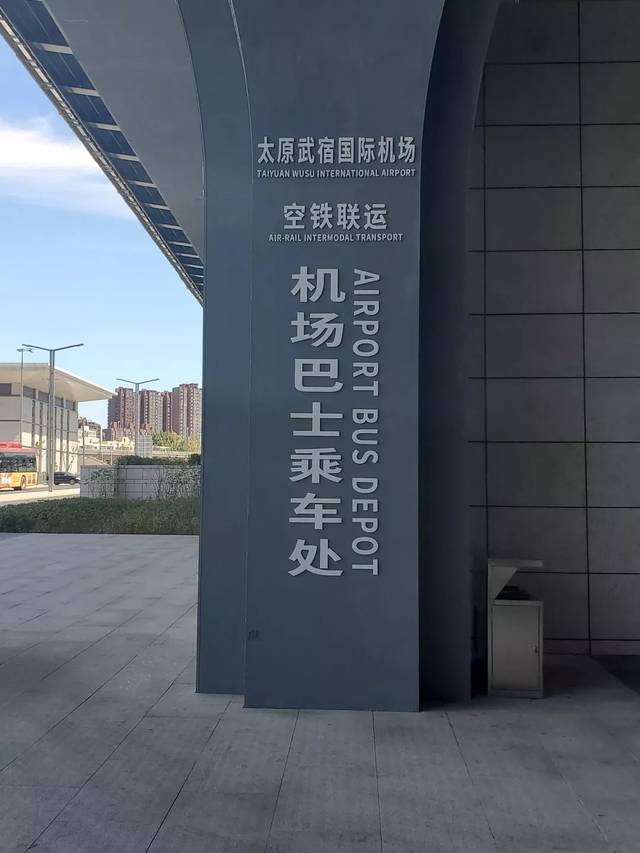 太原武宿国际机场
TAIYUAN WUSU INTERNATIONAL AIRPORT
空铁联运
AIR-RAIL INTERMODAL TRANSPORT
机场巴士乘车处
AIRPORT BUS DEPOT